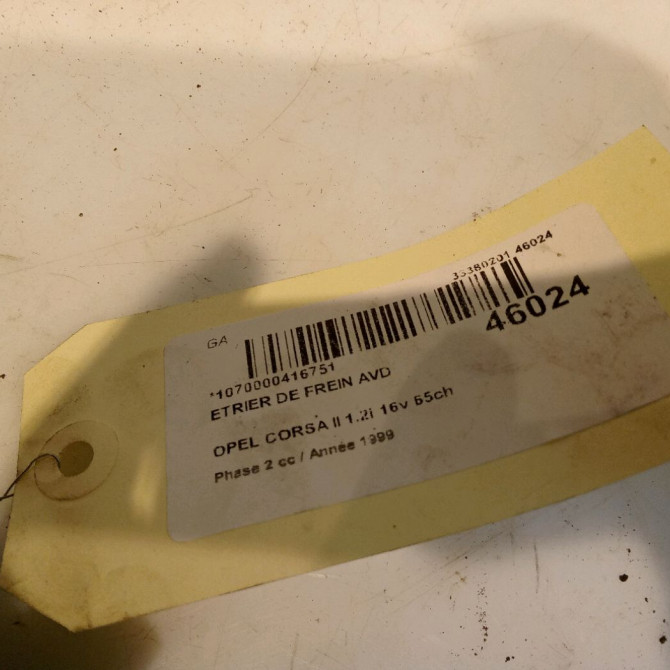 GA
35380201 46024
46024
*1070000416751
ETRIER DE FREIN AVD
OPEL CORSA II 1.2i 16v 65ch
Phase 2 cc / Année 1999